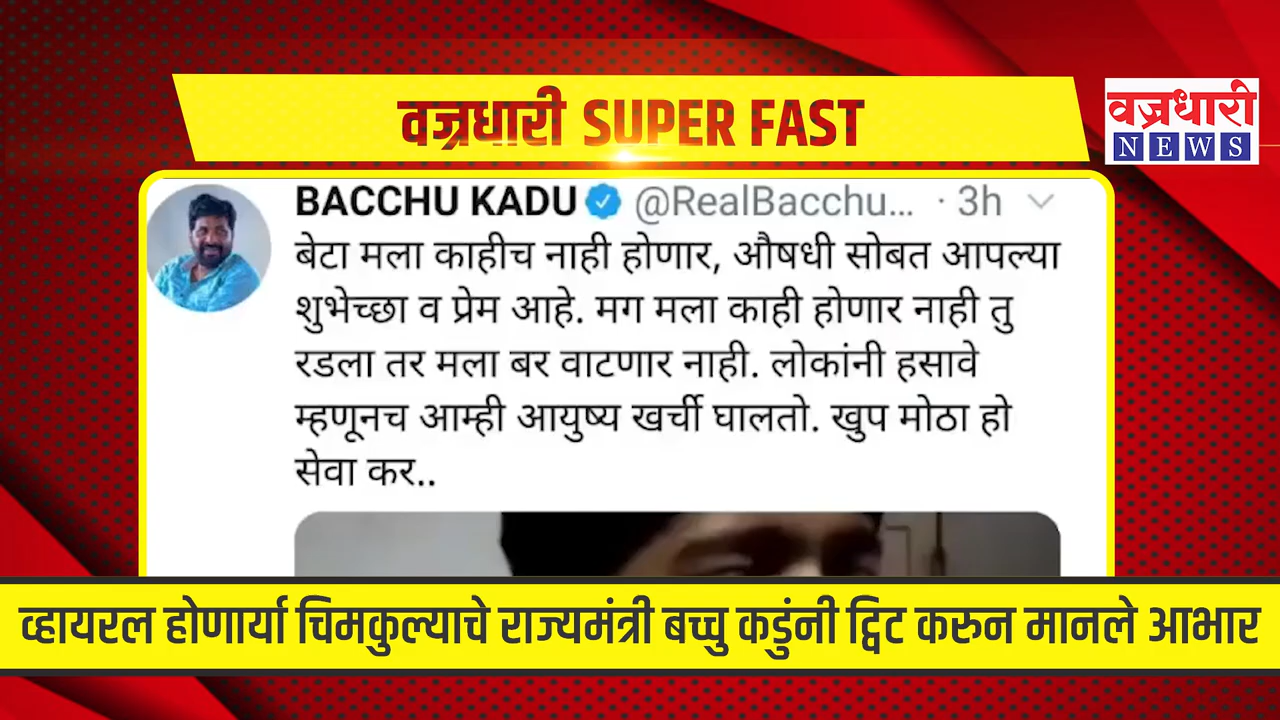 वज्रधारी SUPER FAST
वज्रधारी
NEWS
BACCHU KADU @RealBacchu... · 3h
बेटा मला काहीच नाही होणार, औषधी सोबत आपल्या
शुभेच्छा व प्रेम आहे. मग मला काही होणार नाही तु
रडला तर मला बर वाटणार नाही. लोकांनी हसावे
म्हणूनच आम्ही आयुष्य खर्ची घालतो. खुप मोठा हो
सेवा कर..
व्हायरल होणार्या चिमकुल्याचे राज्यमंत्री बच्चु कडुंनी ट्विट करुन मानले आभार